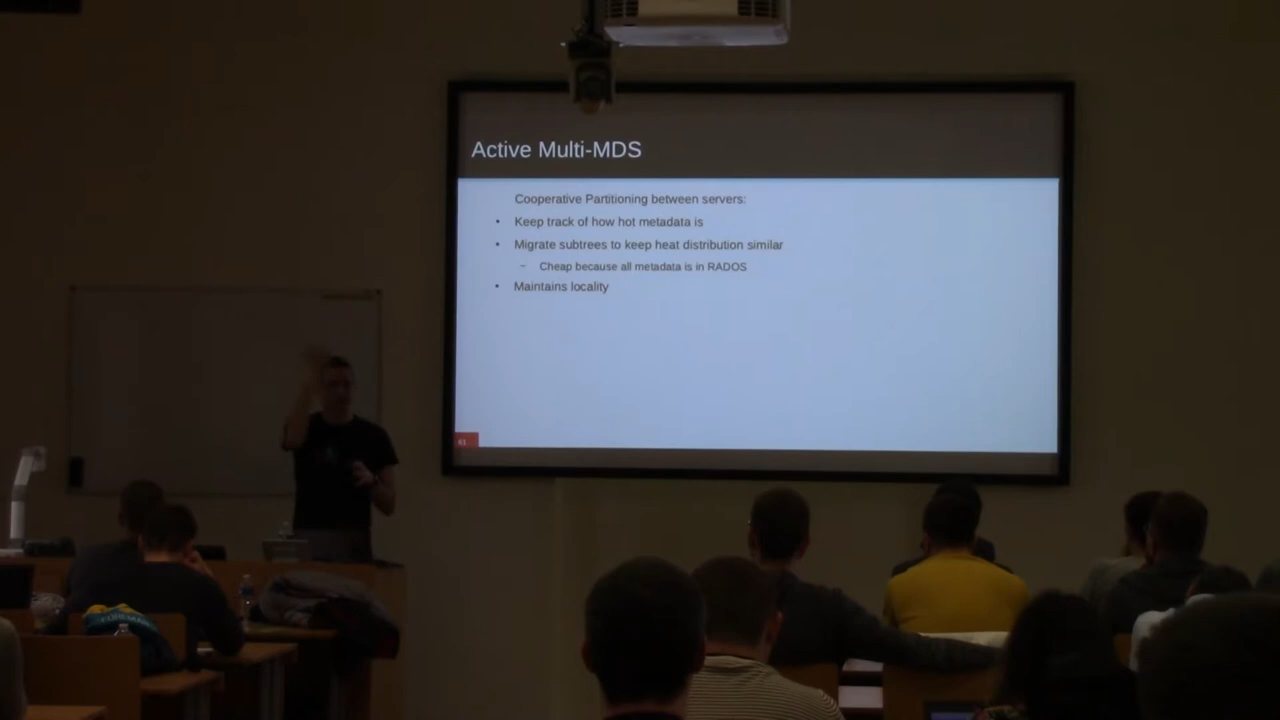 Active Multi-MDS
Cooperative Partitioning between servers:
• Keep track of how hot metadata is
• Migrate subtrees to keep heat distribution similar
– Cheap because all metadata is in RADOS
• Maintains locality
61